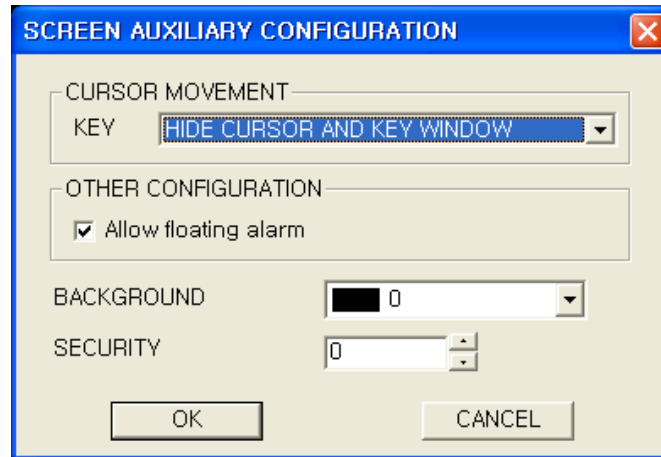 SCREEN AUXILIARY CONFIGURATION
CURSOR MOVEMENT
KEY HIDE CURSOR AND KEY WINDOW
OTHER CONFIGURATION
Allow floating alarm
BACKGROUND 0
SECURITY 0
OK CANCEL